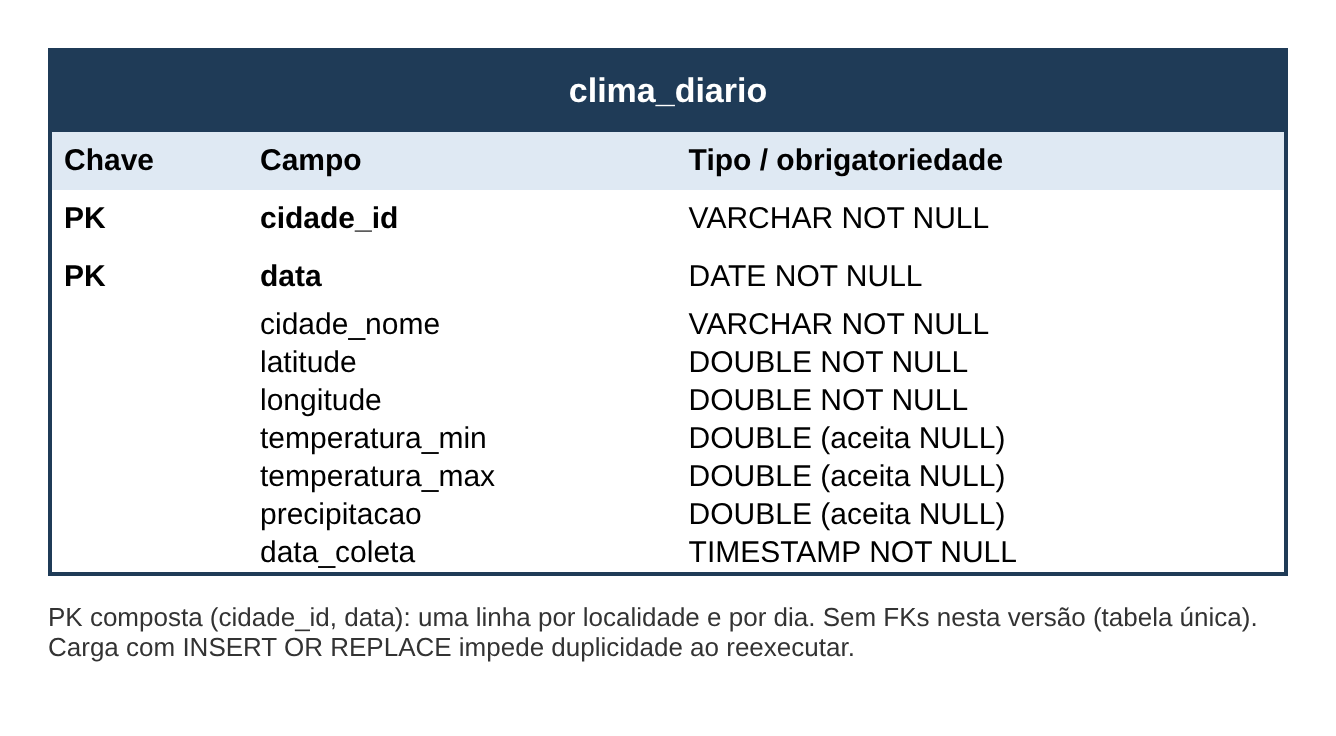 clima_diario
Chave Campo Tipo / obrigatoriedade
PK cidade_id VARCHAR NOT NULL
PK data DATE NOT NULL
cidade_nome VARCHAR NOT NULL
latitude DOUBLE NOT NULL
longitude DOUBLE NOT NULL
temperatura_min DOUBLE (aceita NULL)
temperatura_max DOUBLE (aceita NULL)
precipitacao DOUBLE (aceita NULL)
data_coleta TIMESTAMP NOT NULL
PK composta (cidade_id, data): uma linha por localidade e por dia. Sem FKs nesta versão (tabela única).
Carga com INSERT OR REPLACE impede duplicidade ao reexecutar.